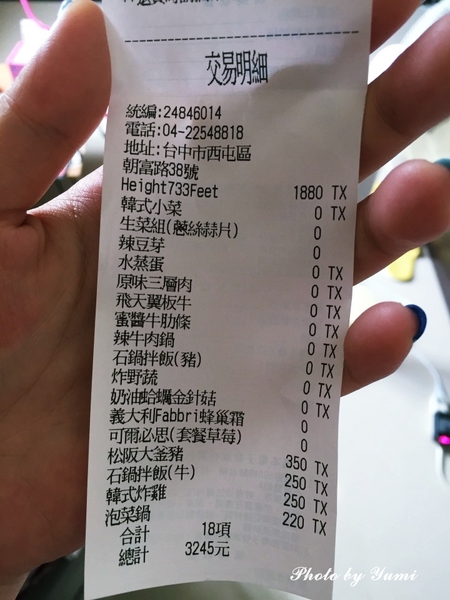 交易明細
統編:24846014
電話:04-22548818
地址:台中市西屯區
朝富路38號
Height733Feet 1880 TX
韓式小菜 0 TX
生菜組(蔥絲蒜片) 0
辣豆芽 0
水蒸蛋 0 TX
原味三層肉 0 TX
飛天翼板牛 0 TX
蜜醬牛肋條 0 TX
辣牛肉鍋 0 TX
石鍋拌飯(豬) 0 TX
炸野蔬 0 TX
奶油蛤蠣金針菇 0 TX
義大利Fabbri蜂巢霜 0
可爾必思(套餐草莓) 0
松阪大釜豬 350 TX
石鍋拌飯(牛) 250 TX
韓式炸雞 250 TX
泡菜鍋 220 TX
合計 18項
總計 3245元
Photo by Yumi